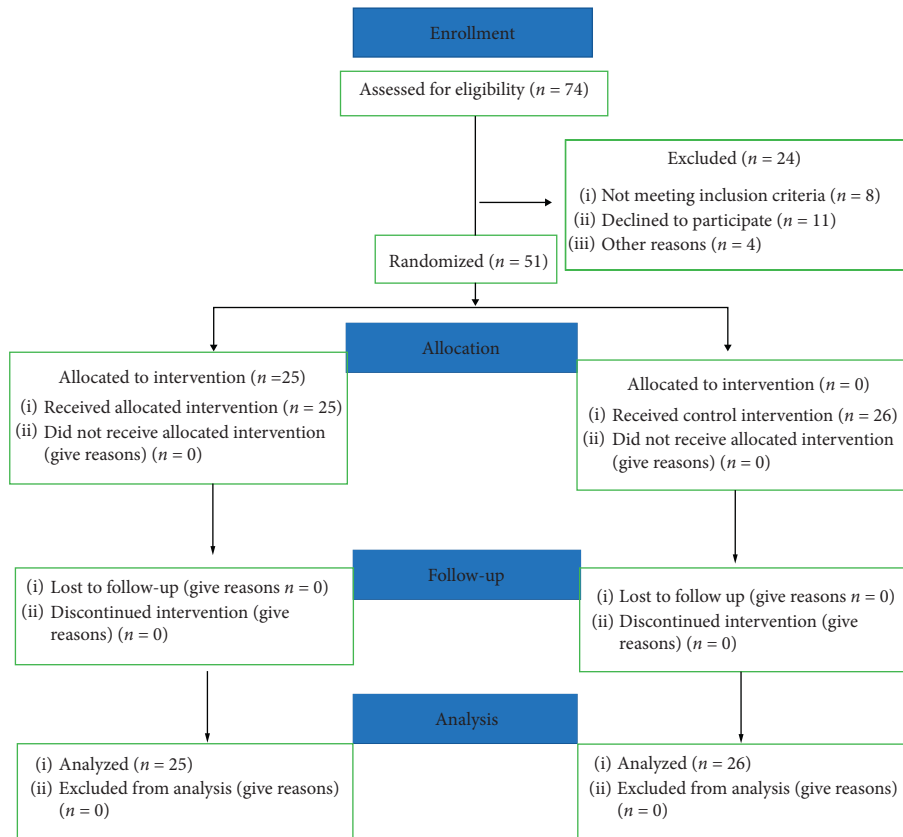 Enrollment
Assessed for eligibility (n = 74)
Excluded (n = 24)
(i) Not meeting inclusion criteria (n = 8)
(ii) Declined to participate (n = 11)
(iii) Other reasons (n = 4)
Randomized (n = 51)
Allocation
Allocated to intervention (n =25)
(i) Received allocated intervention (n = 25)
(ii) Did not receive allocated intervention
(give reasons) (n = 0)
Allocated to intervention (n = 0)
(i) Received control intervention (n = 26)
(ii) Did not receive allocated intervention
(give reasons) (n = 0)
Follow-up
(i) Lost to follow-up (give reasons n = 0)
(ii) Discontinued intervention (give
reasons) (n = 0)
(i) Lost to follow up (give reasons n = 0)
(ii) Discontinued intervention (give
reasons) (n = 0)
Analysis
(i) Analyzed (n = 25)
(ii) Excluded from analysis (give reasons)
(n = 0)
(i) Analyzed (n = 26)
(ii) Excluded from analysis (give reasons)
(n = 0)